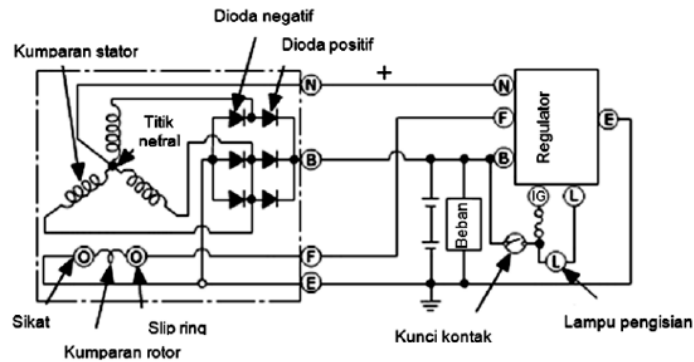 Dioda negatif
Dioda positif
Kumparan stator
+
N
N
Titik
nefral
F
Regulator
E
B
B
IG
L
Beban
F
L
E
Sikat
Slip ring
Kunci kontak
Lampu pengisian
Kumparan rotor